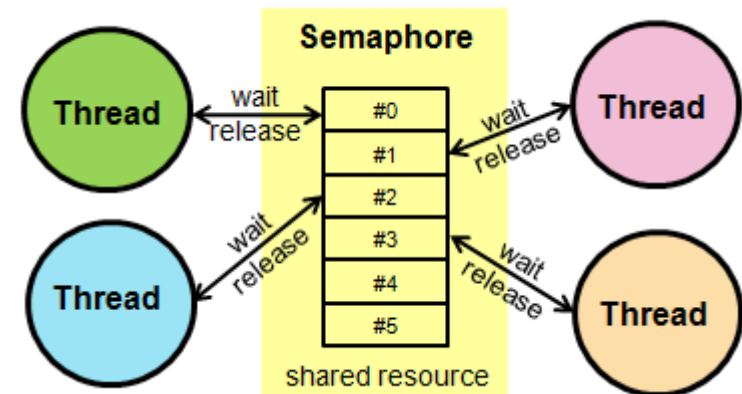 Semaphore
Thread
wait
release
#0
#1
#2
#3
#4
#5
wait
release
Thread
Thread
wait
release
wait
release
Thread
shared resource